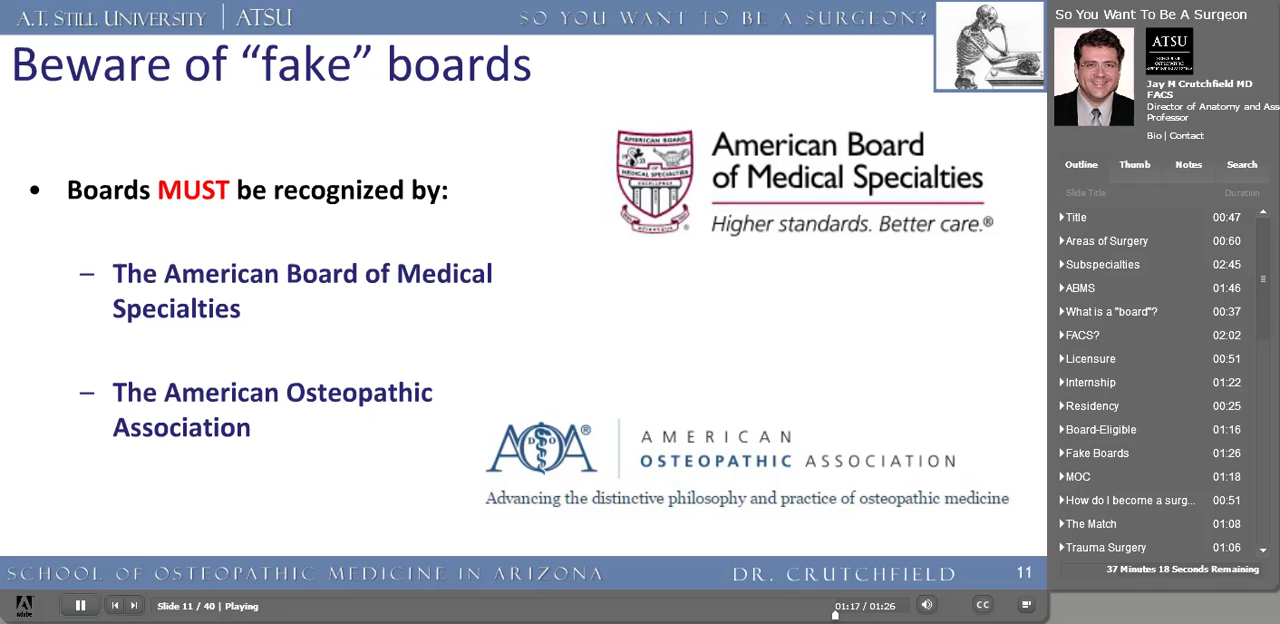 A.T. STILL UNIVERSITY | ATSU
SO YOU WANT TO BE A SURGEON?
Beware of “fake” boards
• Boards MUST be recognized by:
– The American Board of Medical
Specialties
– The American Osteopathic
Association
AMERICAN BOARD
OF MEDICAL SPECIALTIES
American Board
of Medical Specialties
Higher standards. Better care.®
AOA®
DO
AMERICAN
OSTEOPATHIC ASSOCIATION
Advancing the distinctive philosophy and practice of osteopathic medicine
SCHOOL OF OSTEOPATHIC MEDICINE IN ARIZONA
DR. CRUTCHFIELD
11
So You Want To Be A Surgeon
ATSU
Jay M Crutchfield MD
FACS
Director of Anatomy and Ass
Professor
Bio | Contact
Outline Thumb Notes Search
Slide Title Duration
Title 00:47
Areas of Surgery 00:60
Subspecialties 02:45
ABMS 01:46
What is a "board"? 00:37
FACS? 02:02
Licensure 00:51
Internship 01:22
Residency 00:25
Board-Eligible 01:16
Fake Boards 01:26
MOC 01:18
How do I become a surg... 00:51
The Match 01:08
Trauma Surgery 01:06
37 Minutes 18 Seconds Remaining
Adobe
Slide 11 / 40 | Playing
01:17 / 01:26
CC